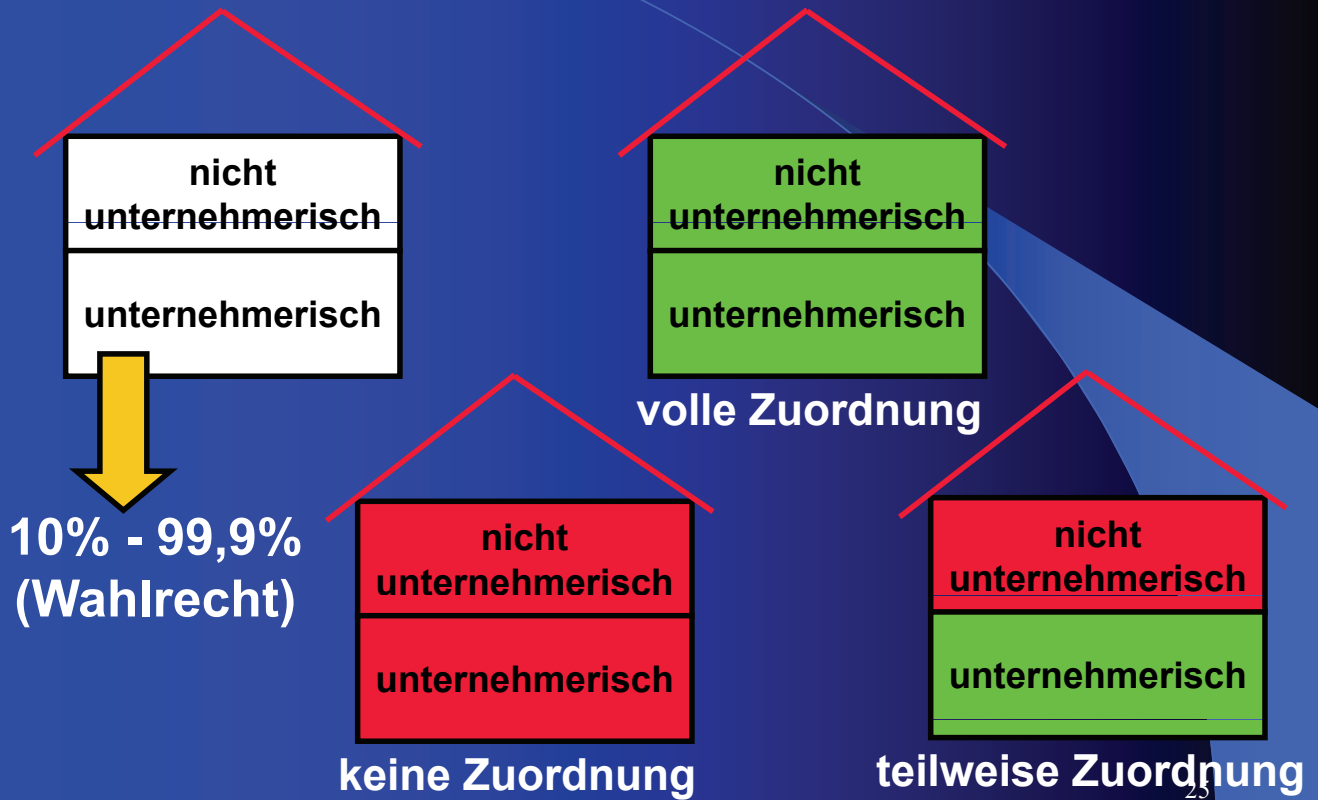 nicht
unternehmerisch
unternehmerisch
10% - 99,9%
(Wahlrecht)
nicht
unternehmerisch
unternehmerisch
volle Zuordnung
nicht
unternehmerisch
unternehmerisch
keine Zuordnung
nicht
unternehmerisch
unternehmerisch
teilweise Zuordnung
25